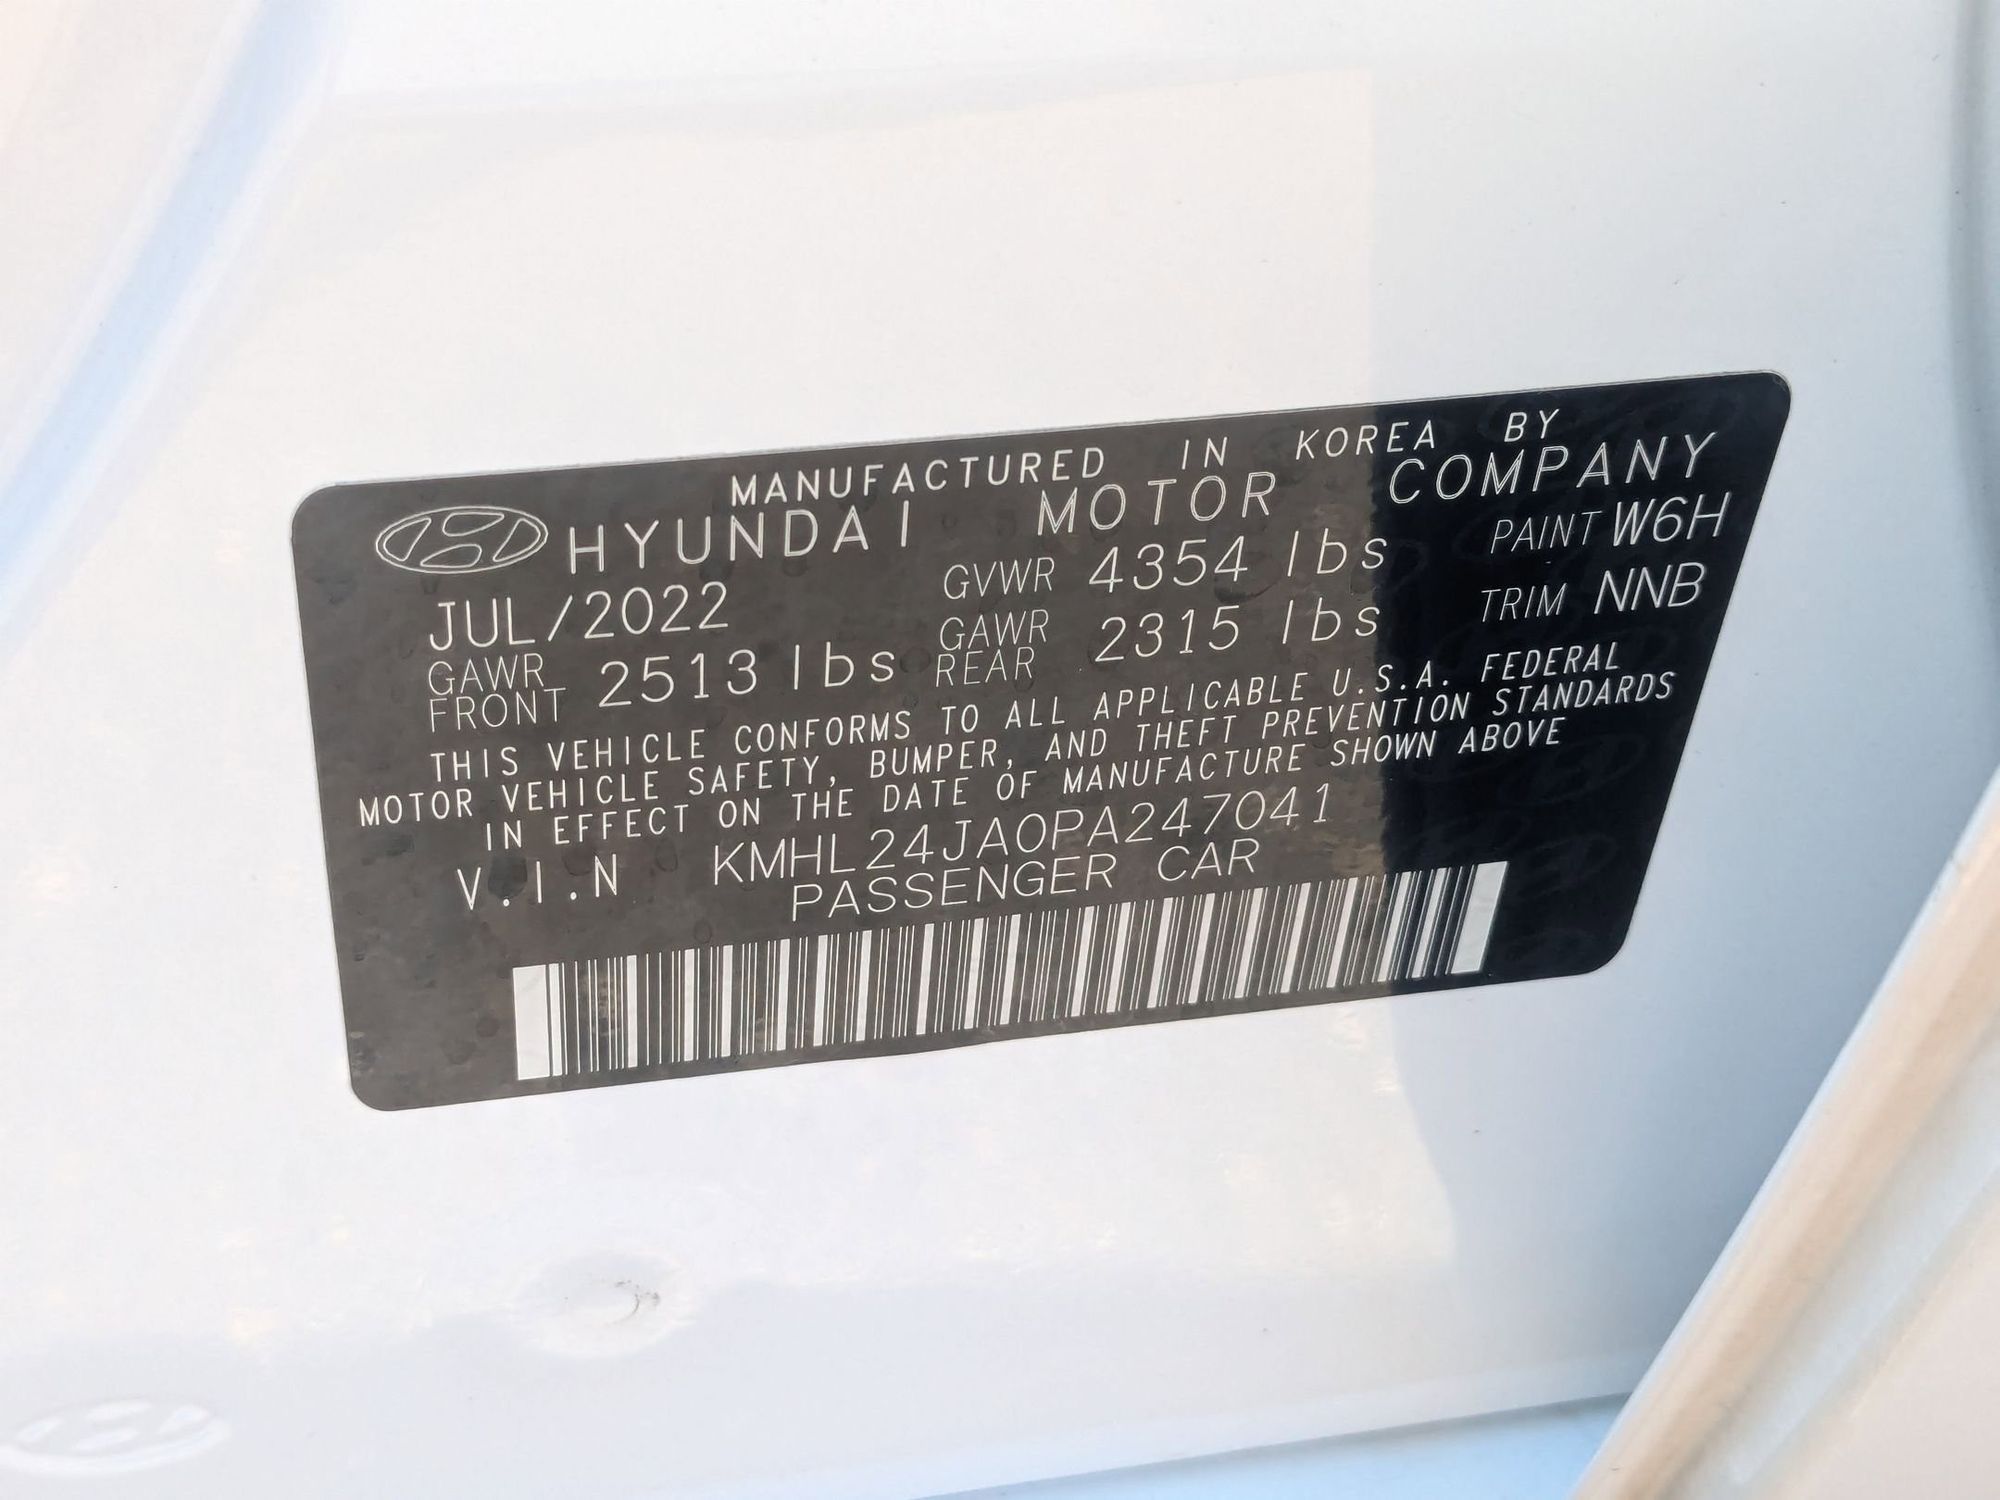 MANUFACTURED IN KOREA BY
HYUNDAI MOTOR COMPANY
JUL/2022 GVWR 4354 lbs PAINT W6H
GAWR FRONT 2513 lbs GAWR REAR 2315 lbs TRIM NNB
THIS VEHICLE CONFORMS TO ALL APPLICABLE U.S.A. FEDERAL
MOTOR VEHICLE SAFETY, BUMPER, AND THEFT PREVENTION STANDARDS
IN EFFECT ON THE DATE OF MANUFACTURE SHOWN ABOVE
V.I.N KMHL24JA0PA247041
PASSENGER CAR